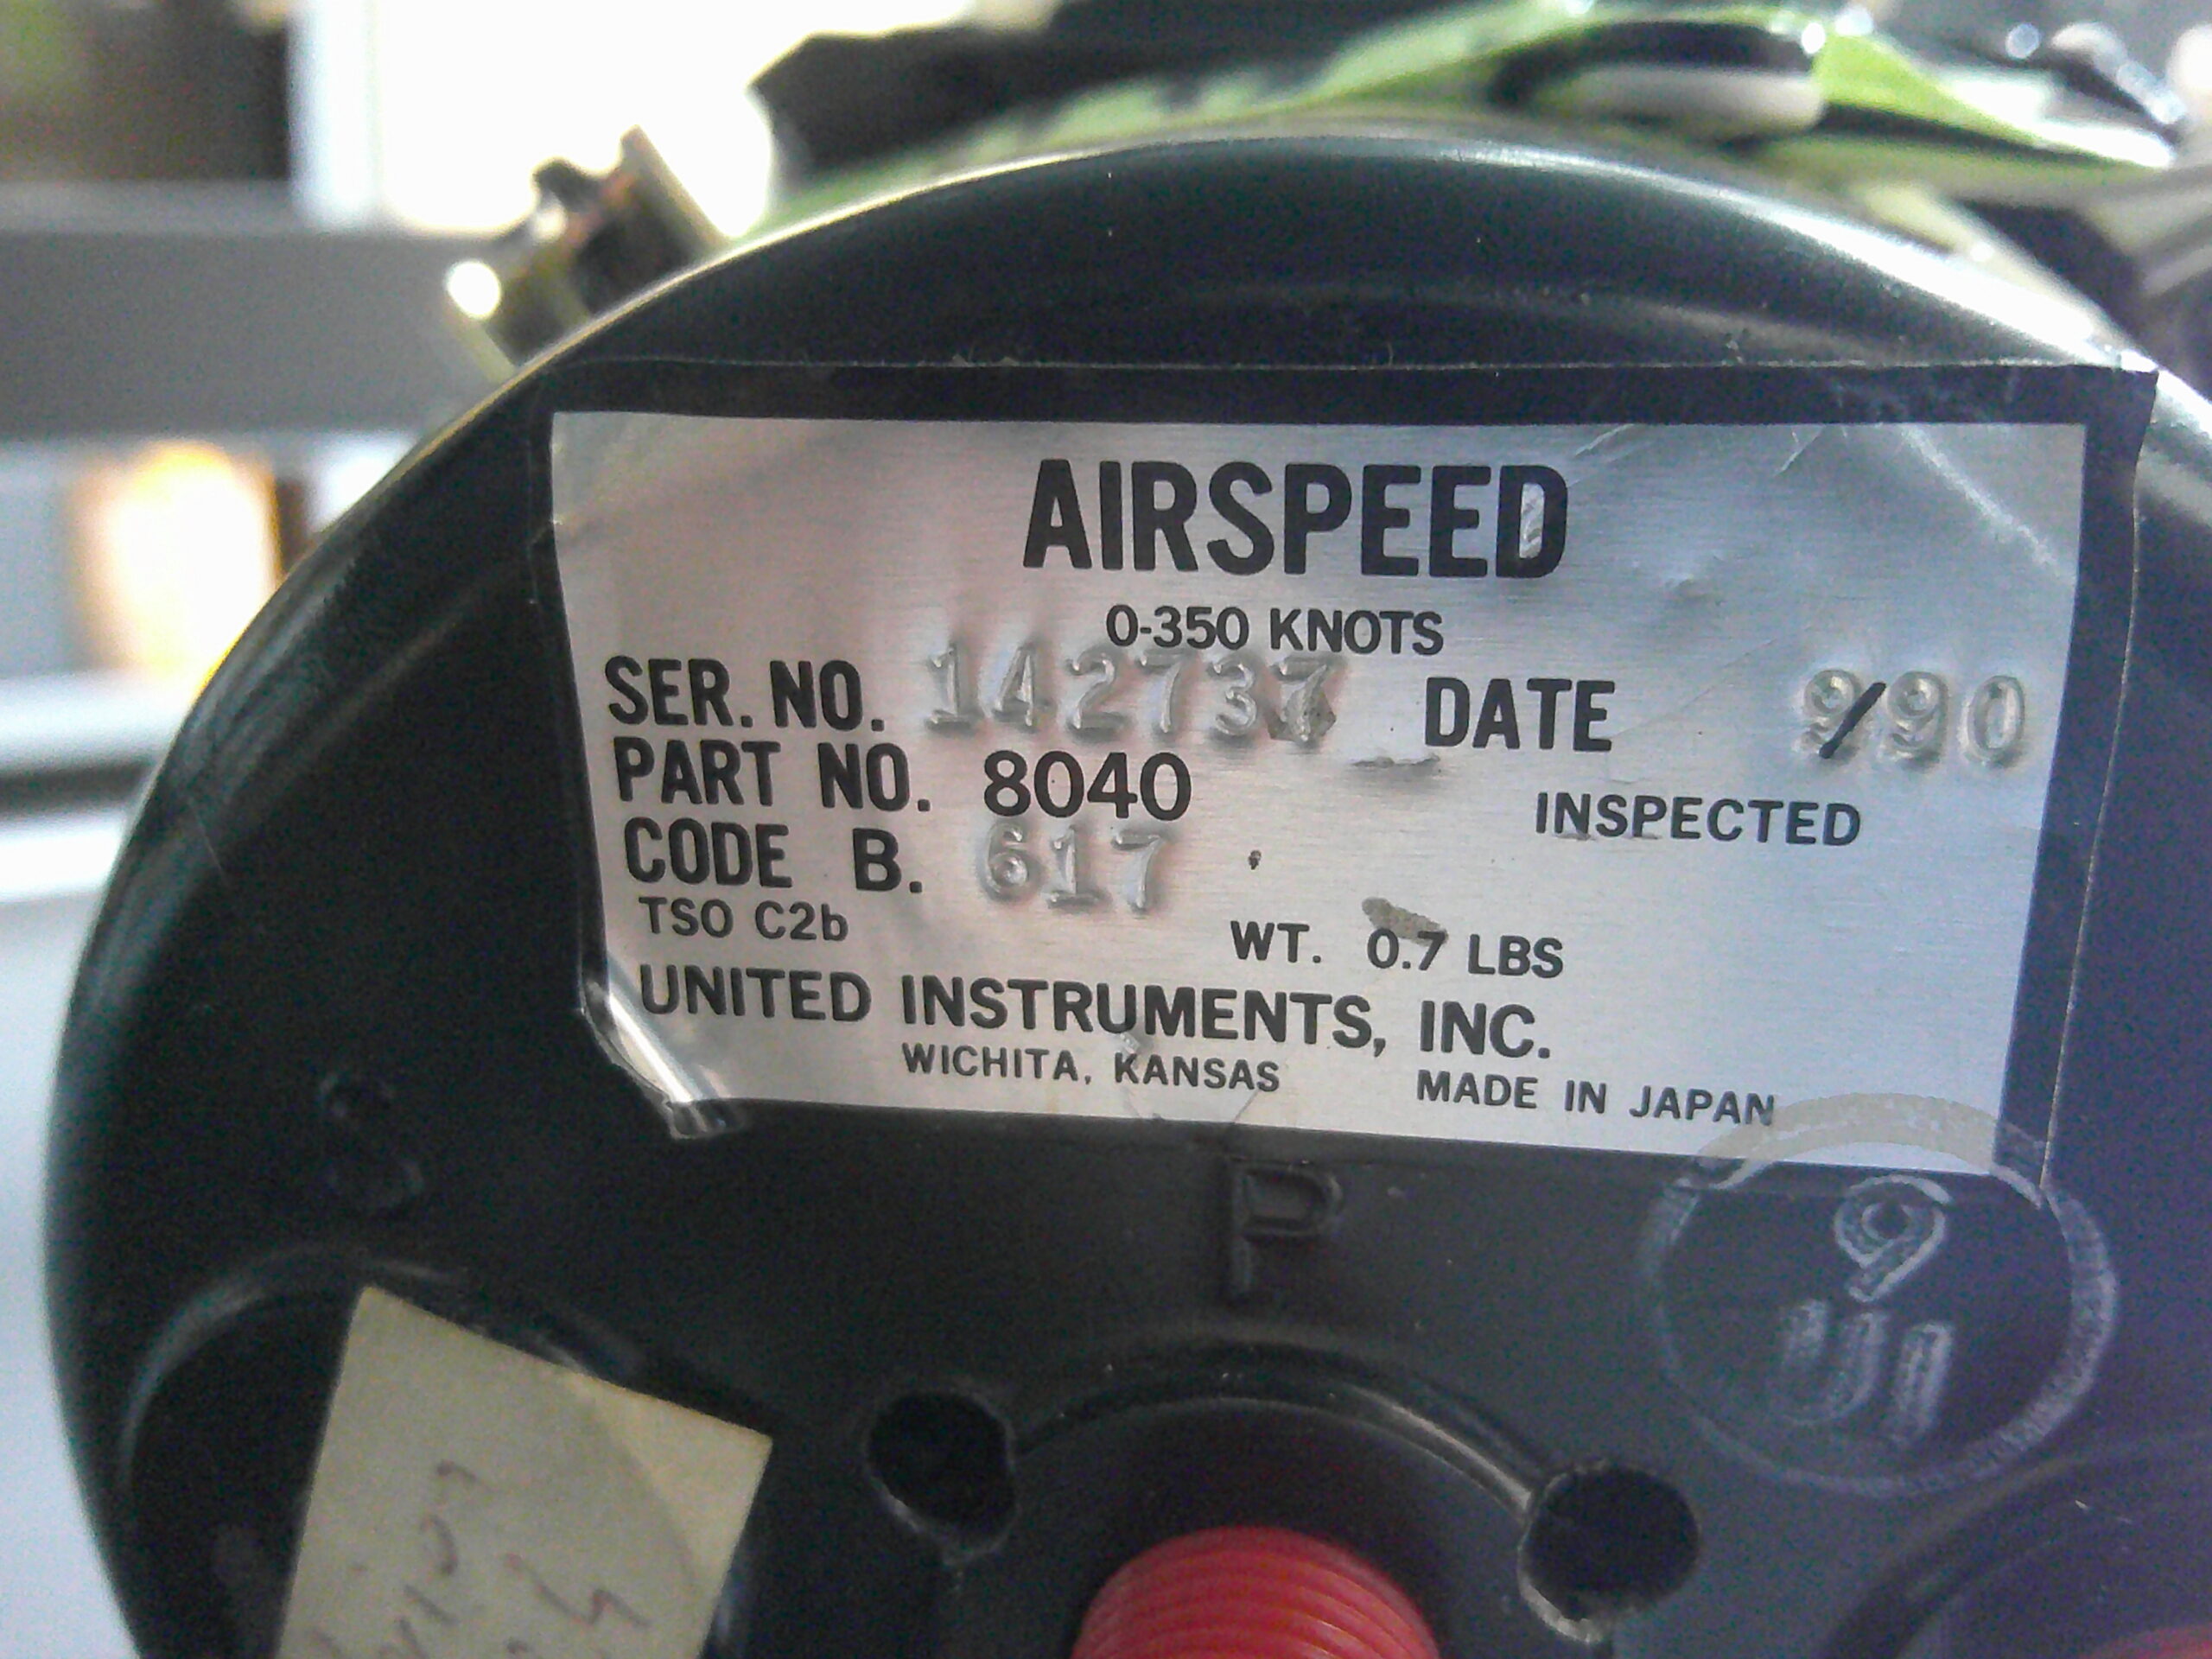 AIRSPEED
0-350 KNOTS
SER. NO. 142737 DATE 9/90
PART NO. 8040
INSPECTED
CODE B. 617
TSO C2b
WT. 0.7 LBS
UNITED INSTRUMENTS, INC.
WICHITA, KANSAS MADE IN JAPAN
P
9